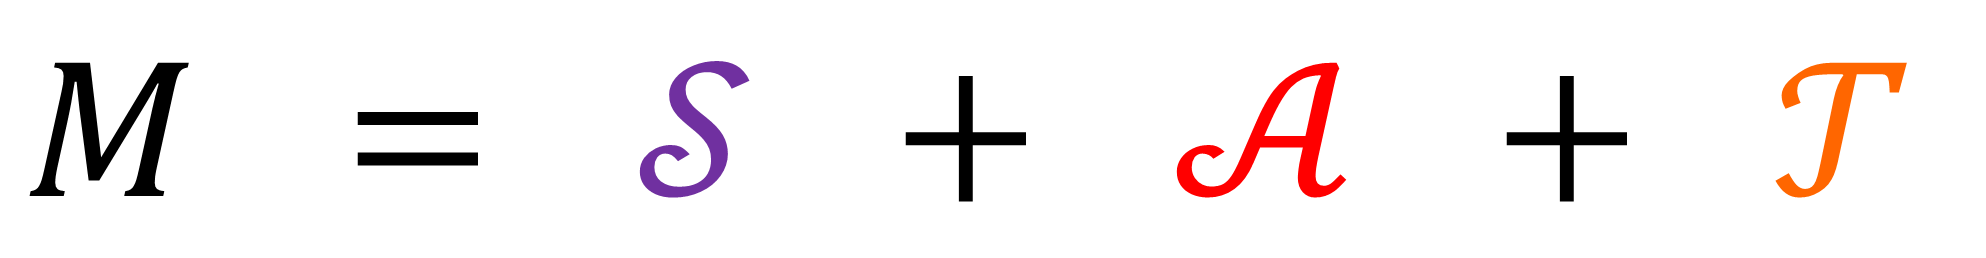 M = S + A + T